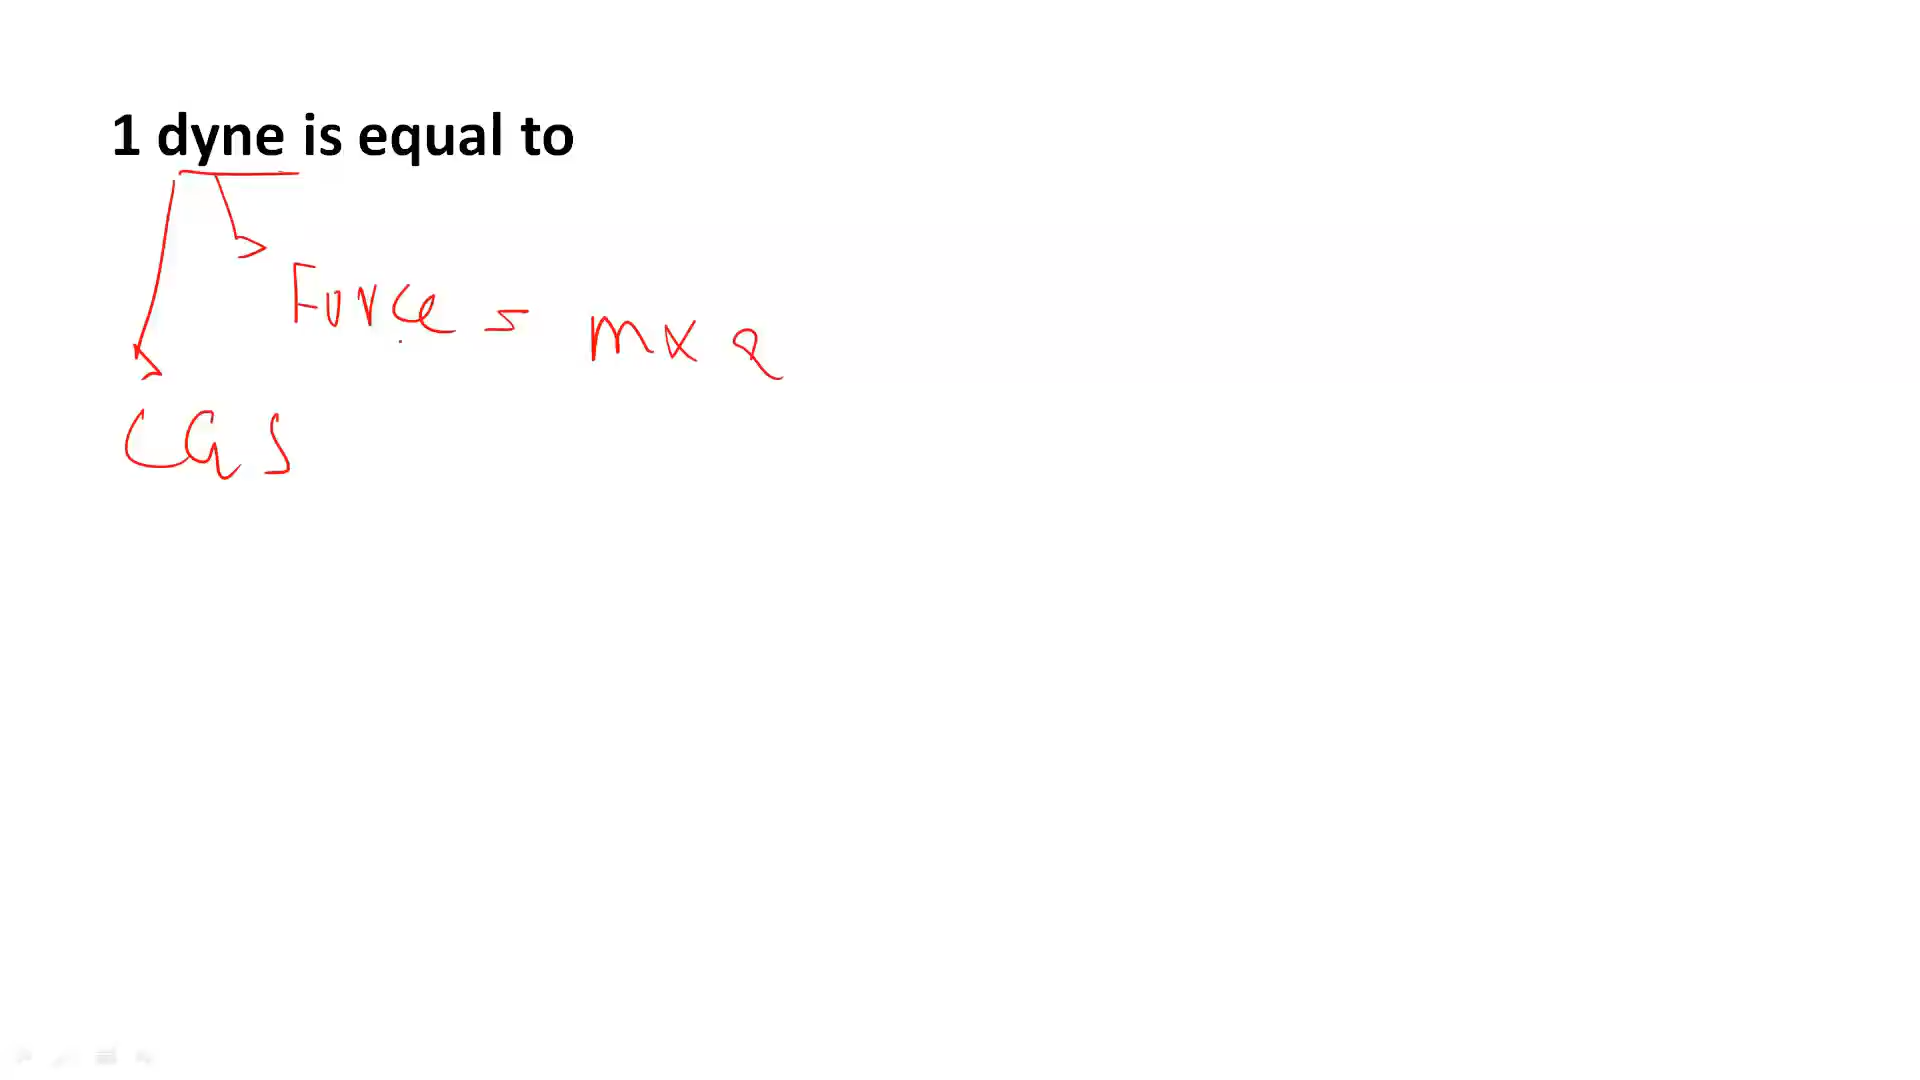 1 dyne is equal to
Force = m x a
CGS